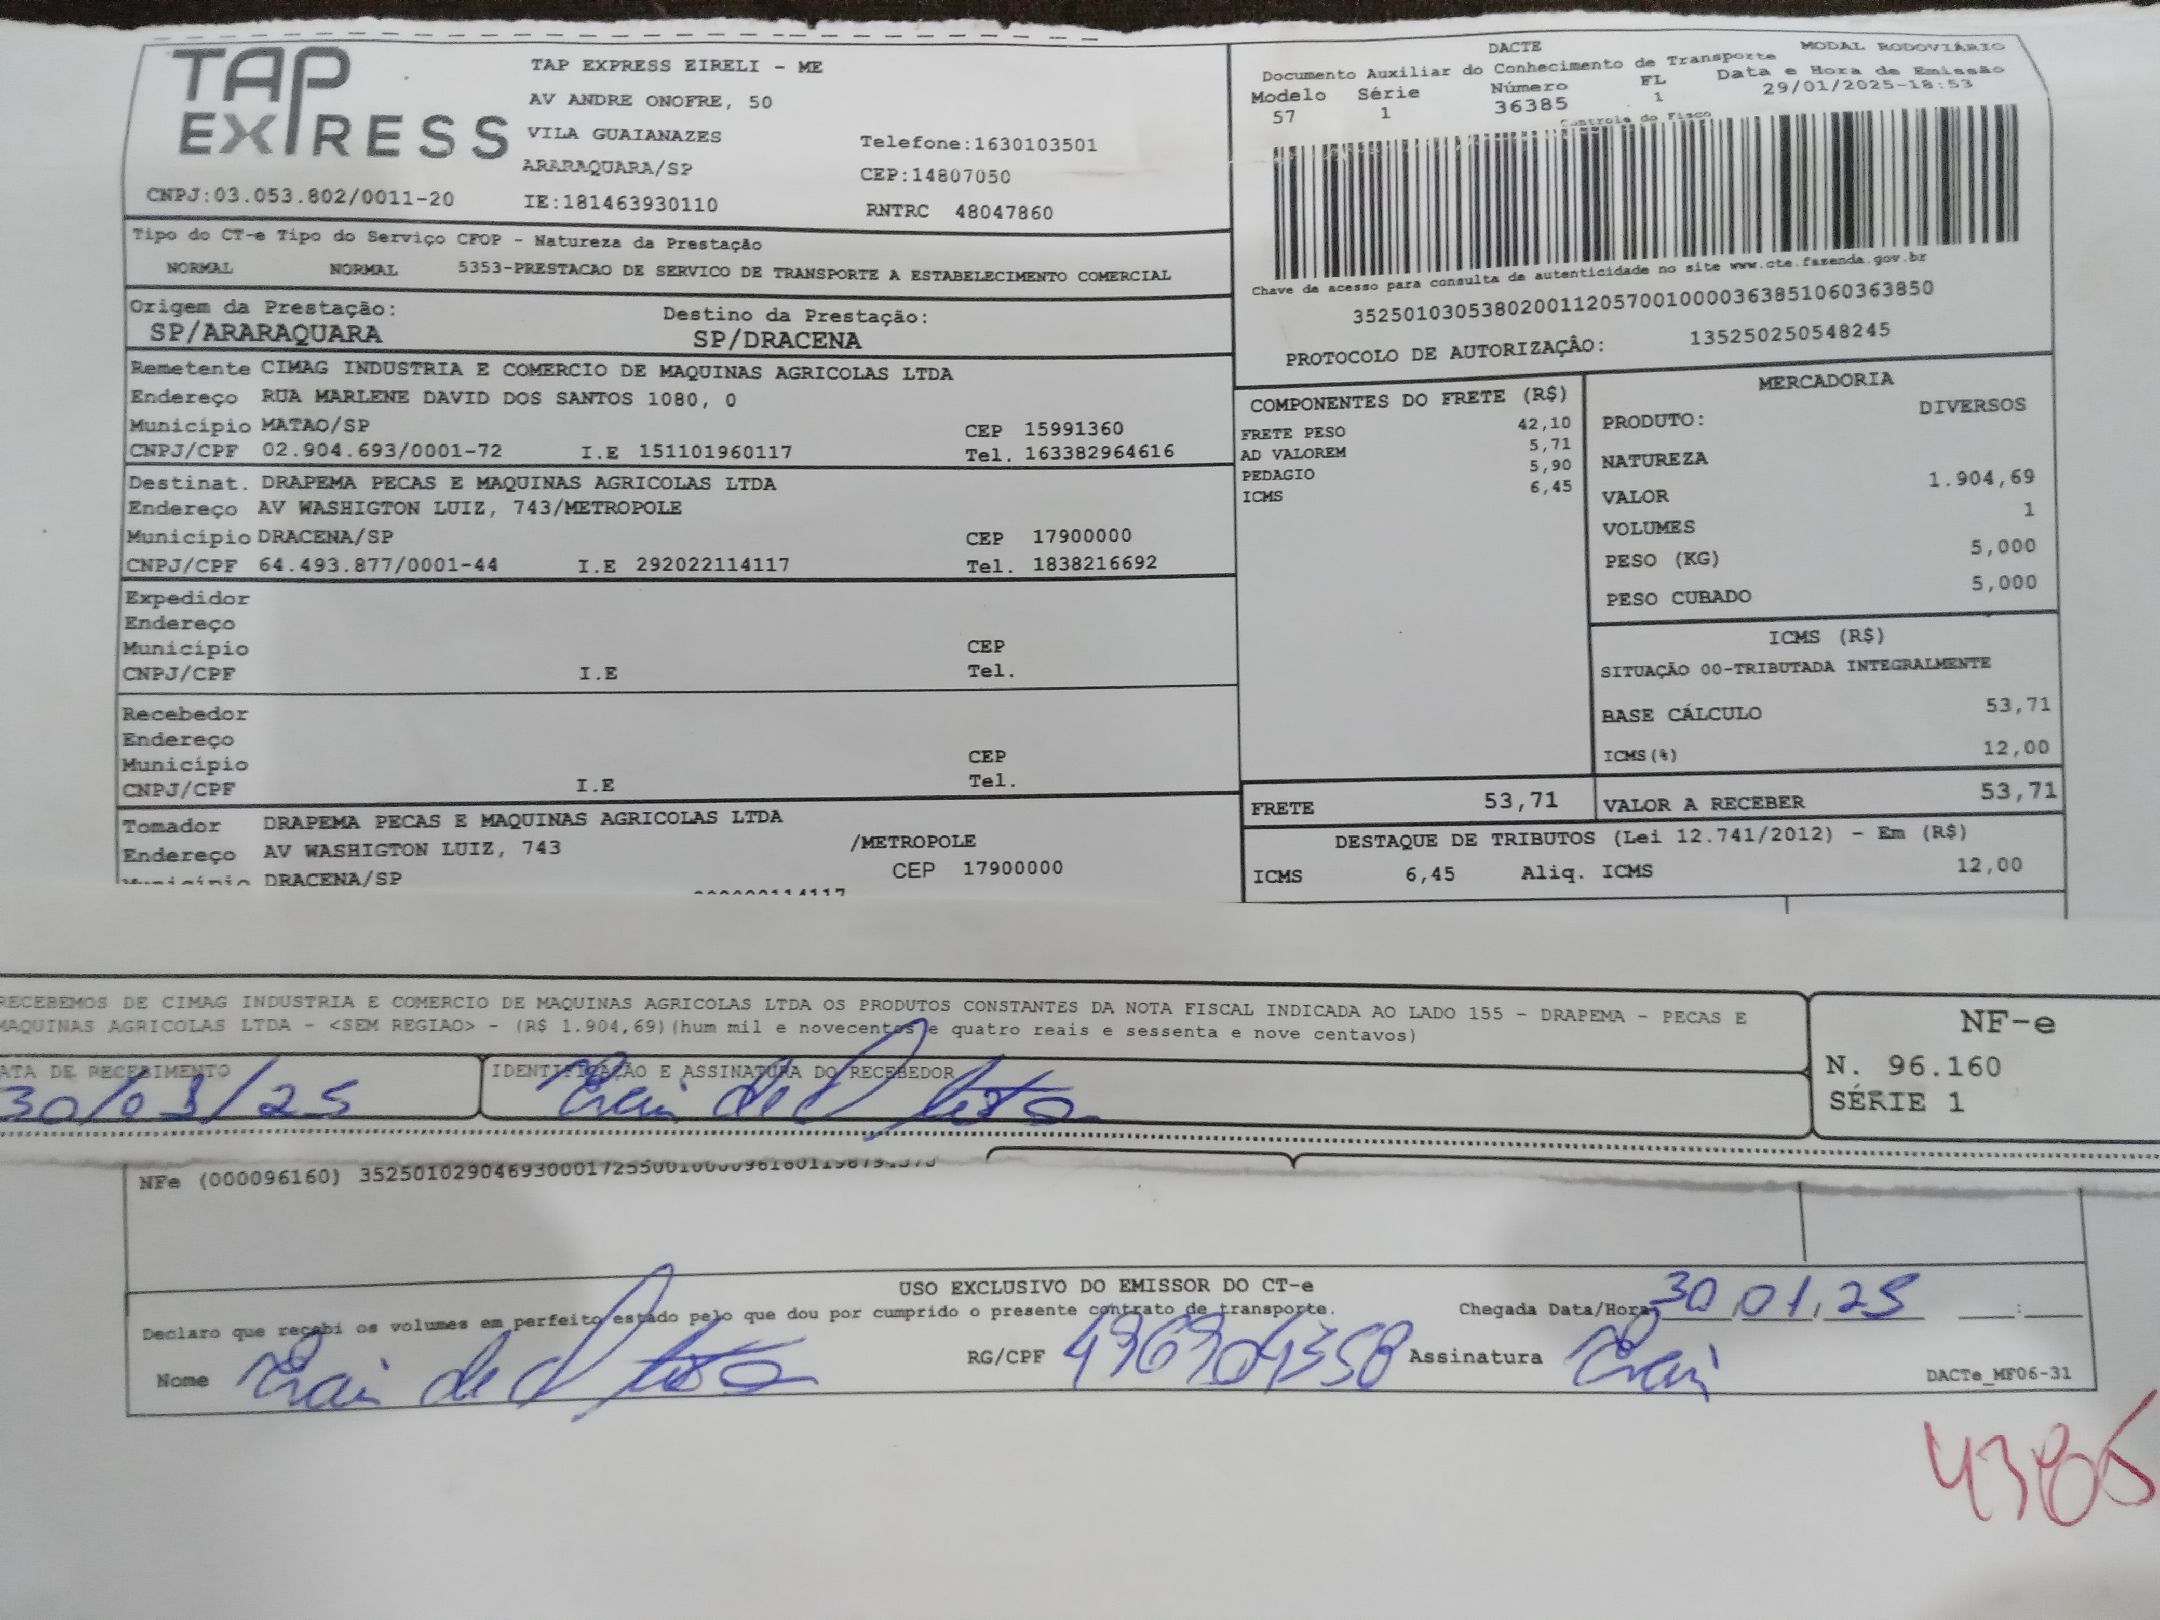 TAP EXPRESS
TAP EXPRESS EIRELI - ME
AV ANDRE ONOFRE, 50
VILA GUAIANAZES
Telefone:1630103501
ARARAQUARA/SP
CEP:14807050
CNPJ:03.053.802/0011-20
IE:181463930110
RNTRC 48047860
DACTE
MODAL RODOVIÁRIO
Documento Auxiliar do Conhecimento de Transporte
Modelo Série Número FL Data e Hora de Emissão
57 1 36385 1 29/01/2025-18:53
Controle do Fisco
Chave de acesso para consulta de autenticidade no site www.cte.fazenda.gov.br
35250103053802001120570010000363851060363850
PROTOCOLO DE AUTORIZAÇÃO: 135250250548245
Tipo do CT-e Tipo do Serviço CFOP - Natureza da Prestação
NORMAL NORMAL 5353-PRESTACAO DE SERVICO DE TRANSPORTE A ESTABELECIMENTO COMERCIAL
Origem da Prestação: Destino da Prestação:
SP/ARARAQUARA SP/DRACENA
Remetente CIMAG INDUSTRIA E COMERCIO DE MAQUINAS AGRICOLAS LTDA
Endereço RUA MARLENE DAVID DOS SANTOS 1080, 0
Município MATAO/SP CEP 15991360
CNPJ/CPF 02.904.693/0001-72 I.E 151101960117 Tel. 163382964616
Destinat. DRAPEMA PECAS E MAQUINAS AGRICOLAS LTDA
Endereço AV WASHIGTON LUIZ, 743/METROPOLE
Município DRACENA/SP CEP 17900000
CNPJ/CPF 64.493.877/0001-44 I.E 292022114117 Tel. 1838216692
Expedidor
Endereço
Município CEP
CNPJ/CPF I.E Tel.
Recebedor
Endereço
Município CEP
CNPJ/CPF I.E Tel.
Tomador DRAPEMA PECAS E MAQUINAS AGRICOLAS LTDA
Endereço AV WASHIGTON LUIZ, 743 /METROPOLE
Município DRACENA/SP CEP 17900000
COMPONENTES DO FRETE (R$)
FRETE PESO 42,10
AD VALOREM 5,71
PEDAGIO 5,90
ICMS 6,45
MERCADORIA
PRODUTO: DIVERSOS
NATUREZA
VALOR 1.904,69
VOLUMES 1
PESO (KG) 5,000
PESO CUBADO 5,000
ICMS (R$)
SITUAÇÃO 00-TRIBUTADA INTEGRALMENTE
BASE CÁLCULO 53,71
ICMS(%) 12,00
FRETE 53,71 VALOR A RECEBER 53,71
DESTAQUE DE TRIBUTOS (Lei 12.741/2012) - Em (R$)
ICMS 6,45 Aliq. ICMS 12,00
RECEBEMOS DE CIMAG INDUSTRIA E COMERCIO DE MAQUINAS AGRICOLAS LTDA OS PRODUTOS CONSTANTES DA NOTA FISCAL INDICADA AO LADO 155 - DRAPEMA - PECAS E
MAQUINAS AGRICOLAS LTDA - <SEM REGIAO> - (R$ 1.904,69)(hum mil e novecentos e quatro reais e sessenta e nove centavos)
ATA DE RECEBIMENTO IDENTIFICAÇÃO E ASSINATURA DO RECEBEDOR
30/01/25
NF-e
N. 96.160
SÉRIE 1
NFe (000096160)
USO EXCLUSIVO DO EMISSOR DO CT-e
Declaro que recebi os volumes em perfeito estado pelo que dou por cumprido o presente contrato de transporte. Chegada Data/Hora 30/01/25 :
Nome RG/CPF 496904358 Assinatura
DACTe_MF06-31